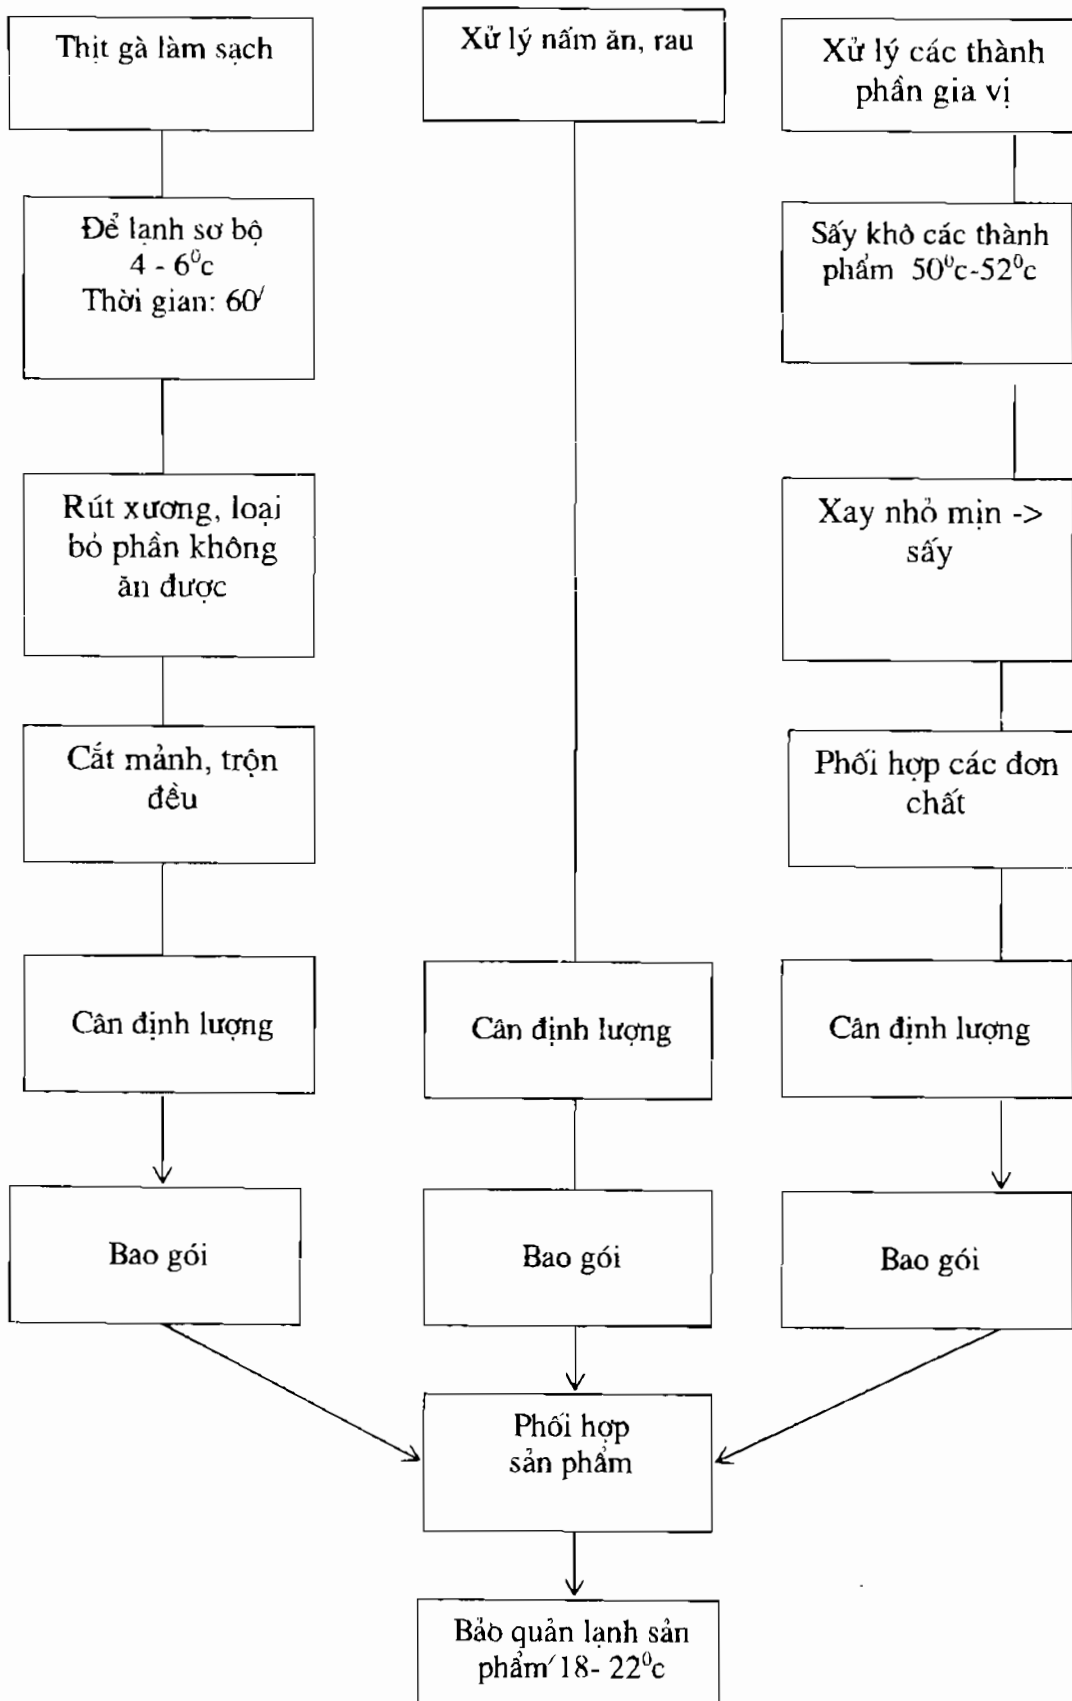 Thịt gà làm sạch
Để lạnh sơ bộ
4 - 6⁰c
Thời gian: 60′
Rút xương, loại
bỏ phần không
ăn được
Cắt mảnh, trộn
đều
Cân định lượng
Bao gói
Xử lý nấm ăn, rau
Cân định lượng
Bao gói
Xử lý các thành
phần gia vị
Sấy khô các thành
phẩm 50⁰c-52⁰c
Xay nhỏ mịn ->
sấy
Phối hợp các đơn
chất
Cân định lượng
Bao gói
Phối hợp
sản phẩm
Bảo quản lạnh sản
phẩm 18- 22⁰c